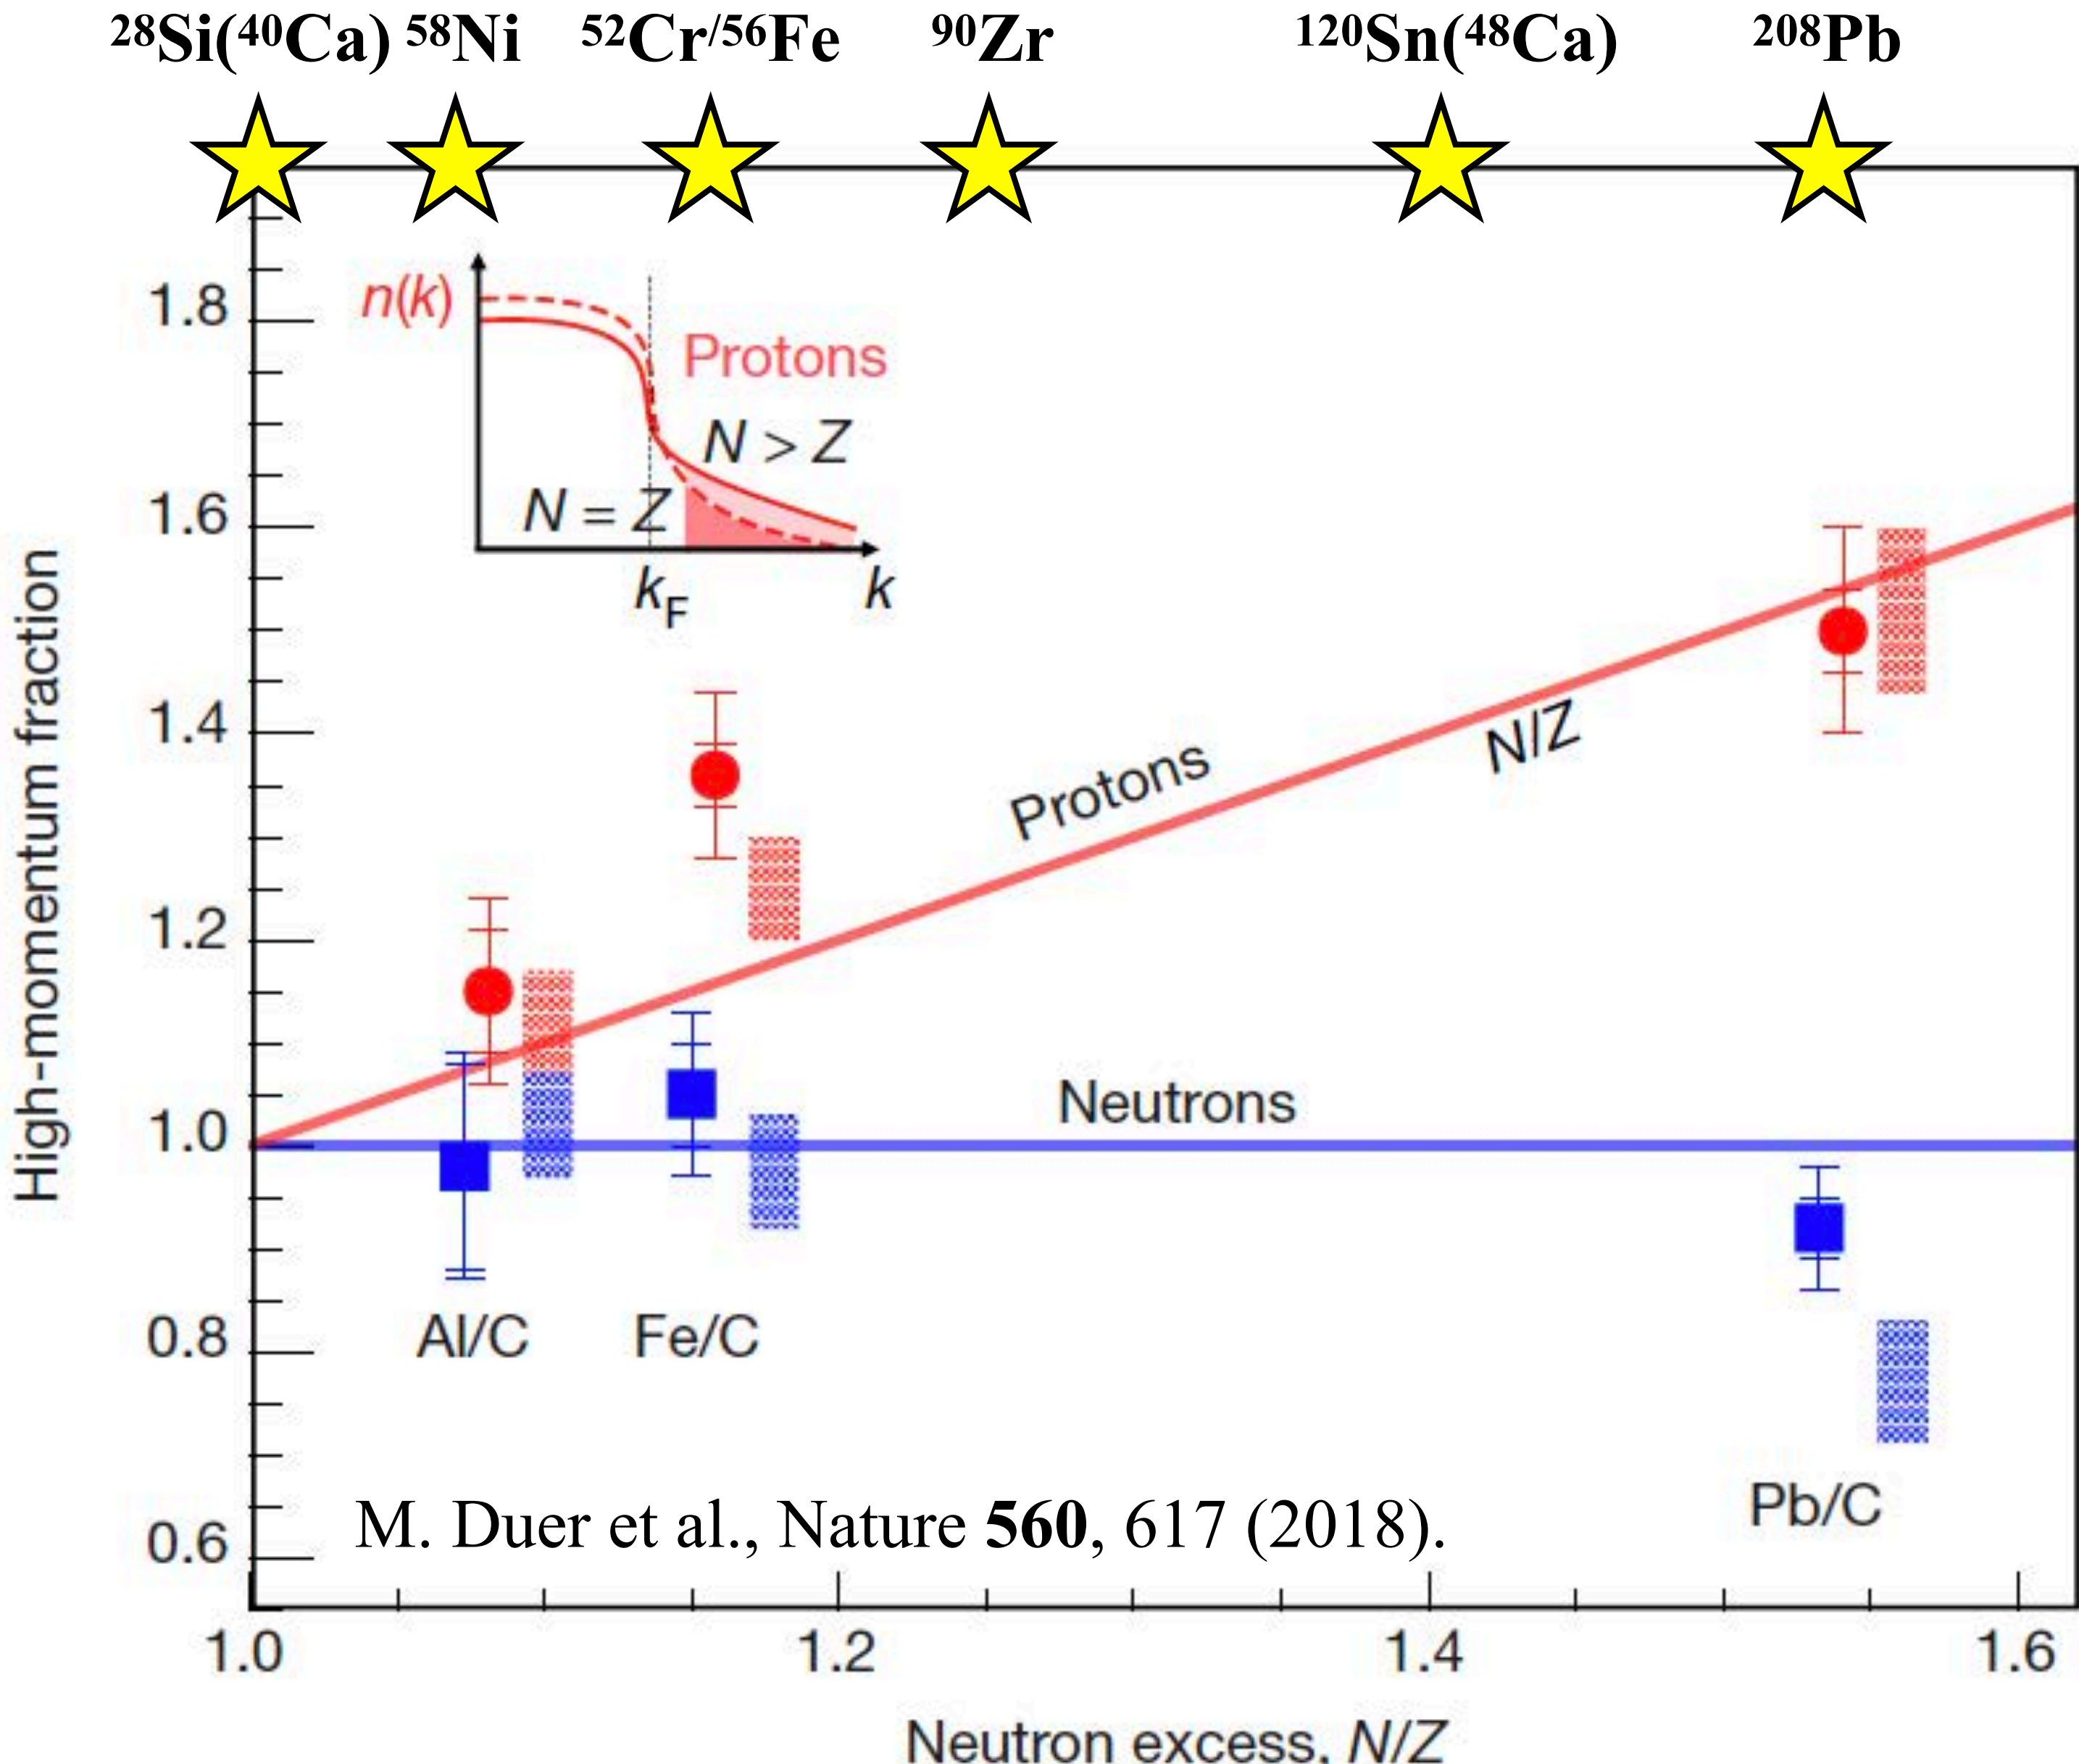 ²⁸Si(⁴⁰Ca) ⁵⁸Ni ⁵²Cr/⁵⁶Fe ⁹⁰Zr ¹²⁰Sn(⁴⁸Ca) ²⁰⁸Pb
n(k)
Protons
N > Z
N = Z
k_F
k
High-momentum fraction
1.8
1.6
1.4
1.2
1.0
0.8
0.6
Protons
N/Z
Neutrons
Al/C
Fe/C
Pb/C
M. Duer et al., Nature 560, 617 (2018).
1.0 1.2 1.4 1.6
Neutron excess, N/Z